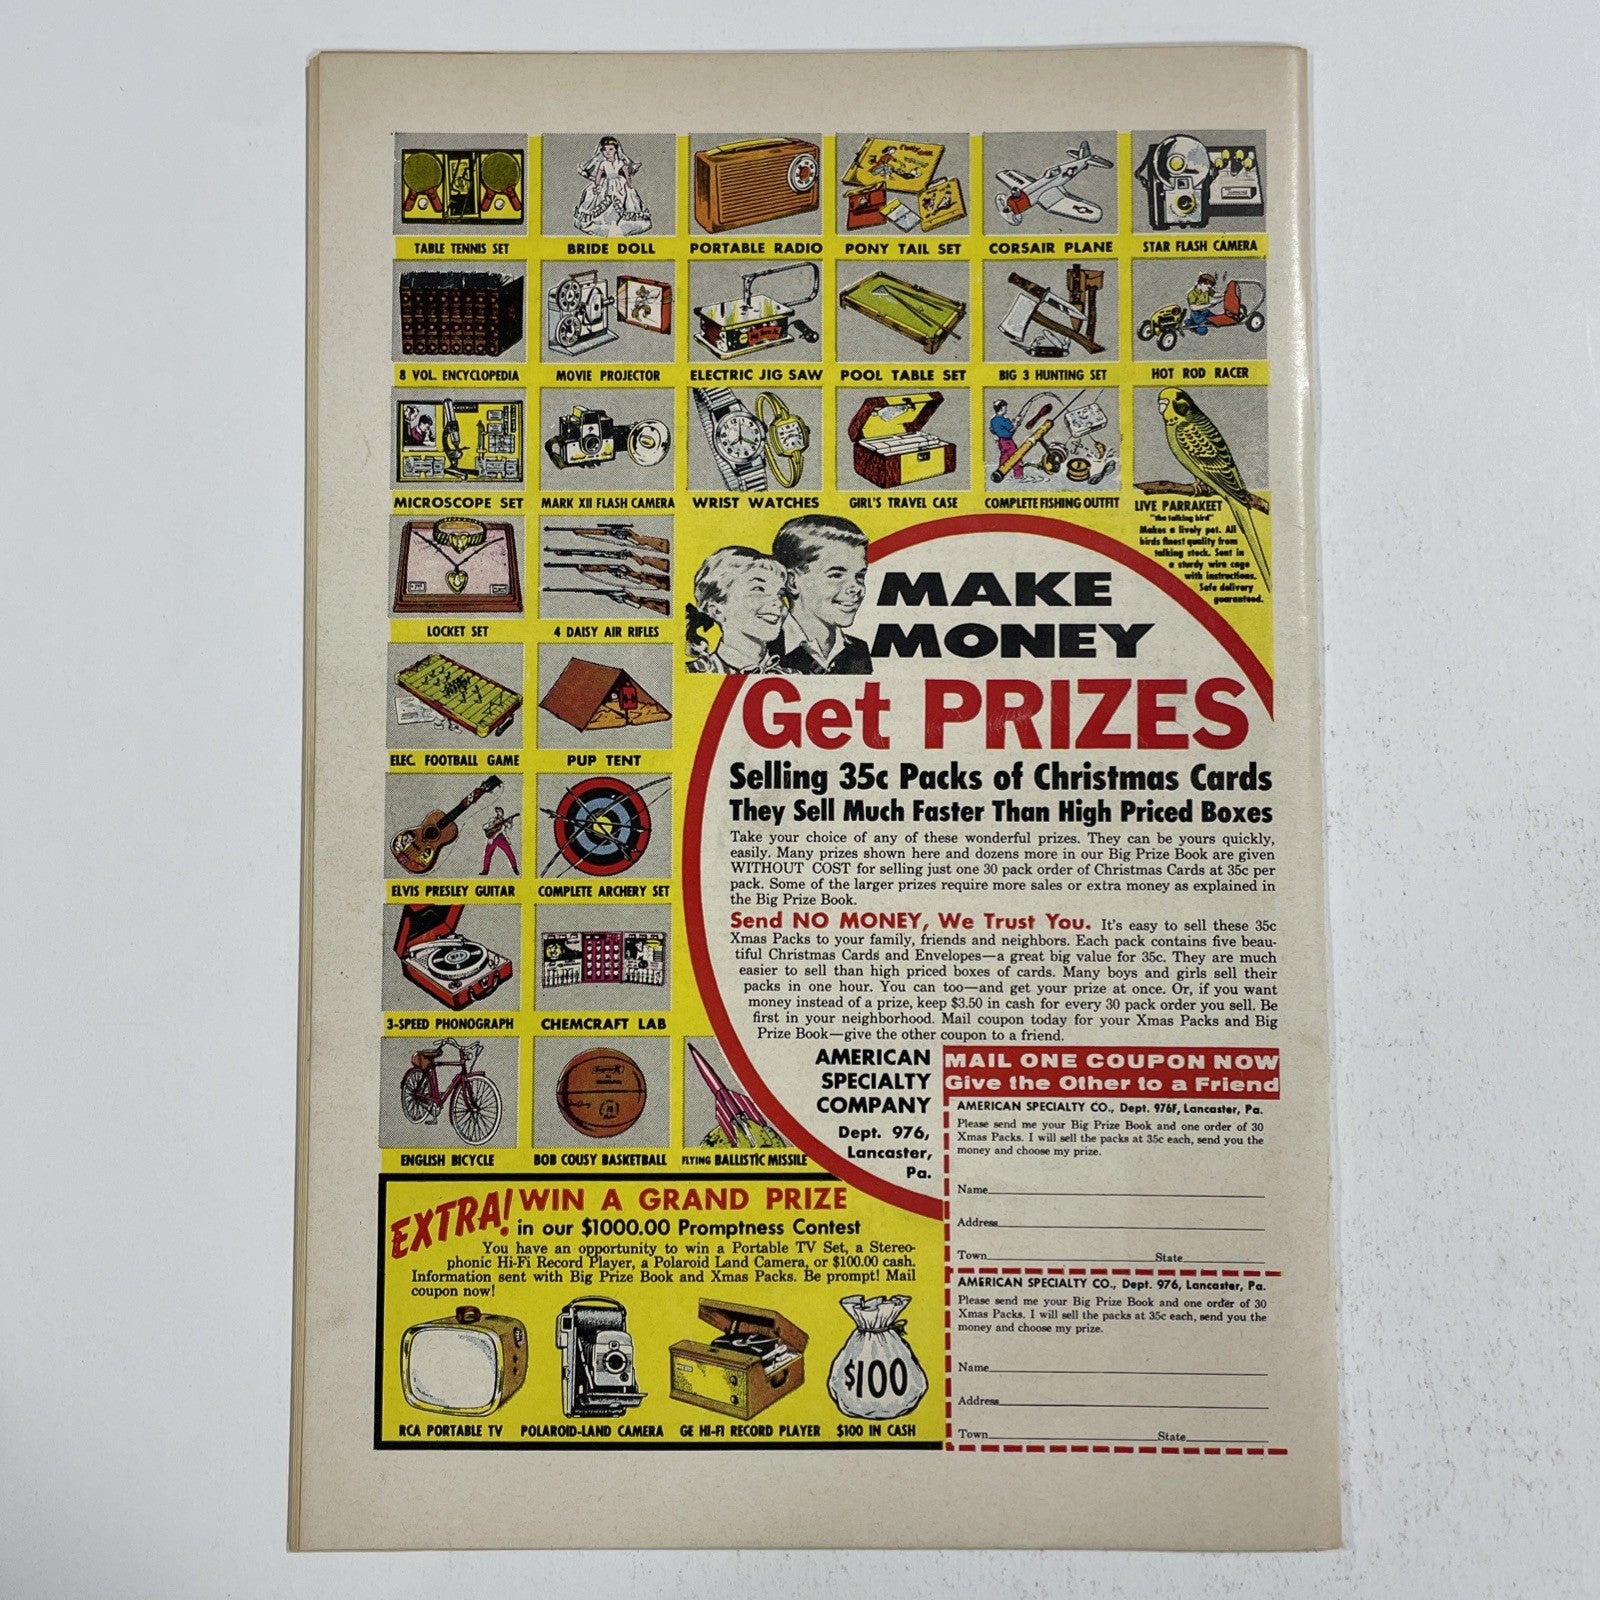 TABLE TENNIS SET
BRIDE DOLL
PORTABLE RADIO
PONY TAIL SET
CORSAIR PLANE
STAR FLASH CAMERA
8 VOL. ENCYCLOPEDIA
MOVIE PROJECTOR
ELECTRIC JIG SAW
POOL TABLE SET
BIG 3 HUNTING SET
HOT ROD RACER
MICROSCOPE SET
MARK XII FLASH CAMERA
WRIST WATCHES
GIRL'S TRAVEL CASE
COMPLETE FISHING OUTFIT
LIVE PARRAKEET
"the talking bird"
Makes a lively pet. All
birds finest quality from
talking stock. Sent in
a sturdy wire cage
with instructions.
Safe delivery
guaranteed.
LOCKET SET
4 DAISY AIR RIFLES
ELEC. FOOTBALL GAME
PUP TENT
ELVIS PRESLEY GUITAR
COMPLETE ARCHERY SET
3-SPEED PHONOGRAPH
CHEMCRAFT LAB
ENGLISH BICYCLE
BOB COUSY BASKETBALL
FLYING BALLISTIC MISSILE
MAKE
MONEY
Get PRIZES
Selling 35c Packs of Christmas Cards
They Sell Much Faster Than High Priced Boxes
Take your choice of any of these wonderful prizes. They can be yours quickly,
easily. Many prizes shown here and dozens more in our Big Prize Book are given
WITHOUT COST for selling just one 30 pack order of Christmas Cards at 35c per
pack. Some of the larger prizes require more sales or extra money as explained in
the Big Prize Book.
Send NO MONEY, We Trust You. It's easy to sell these 35c
Xmas Packs to your family, friends and neighbors. Each pack contains five beau-
tiful Christmas Cards and Envelopes—a great big value for 35c. They are much
easier to sell than high priced boxes of cards. Many boys and girls sell their
packs in one hour. You can too—and get your prize at once. Or, if you want
money instead of a prize, keep $3.50 in cash for every 30 pack order you sell. Be
first in your neighborhood. Mail coupon today for your Xmas Packs and Big
Prize Book—give the other coupon to a friend.
AMERICAN
SPECIALTY
COMPANY
Dept. 976,
Lancaster,
Pa.
MAIL ONE COUPON NOW
Give the Other to a Friend
AMERICAN SPECIALTY CO., Dept. 976F, Lancaster, Pa.
Please send me your Big Prize Book and one order of 30
Xmas Packs. I will sell the packs at 35c each, send you the
money and choose my prize.
Name
Address
Town State
AMERICAN SPECIALTY CO., Dept. 976, Lancaster, Pa.
Please send me your Big Prize Book and one order of 30
Xmas Packs. I will sell the packs at 35c each, send you the
money and choose my prize.
Name
Address
Town State
EXTRA! WIN A GRAND PRIZE
in our $1000.00 Promptness Contest
You have an opportunity to win a Portable TV Set, a Stereo-
phonic Hi-Fi Record Player, a Polaroid Land Camera, or $100.00 cash.
Information sent with Big Prize Book and Xmas Packs. Be prompt! Mail
coupon now!
$100
RCA PORTABLE TV
POLAROID-LAND CAMERA
GE HI-FI RECORD PLAYER
$100 IN CASH